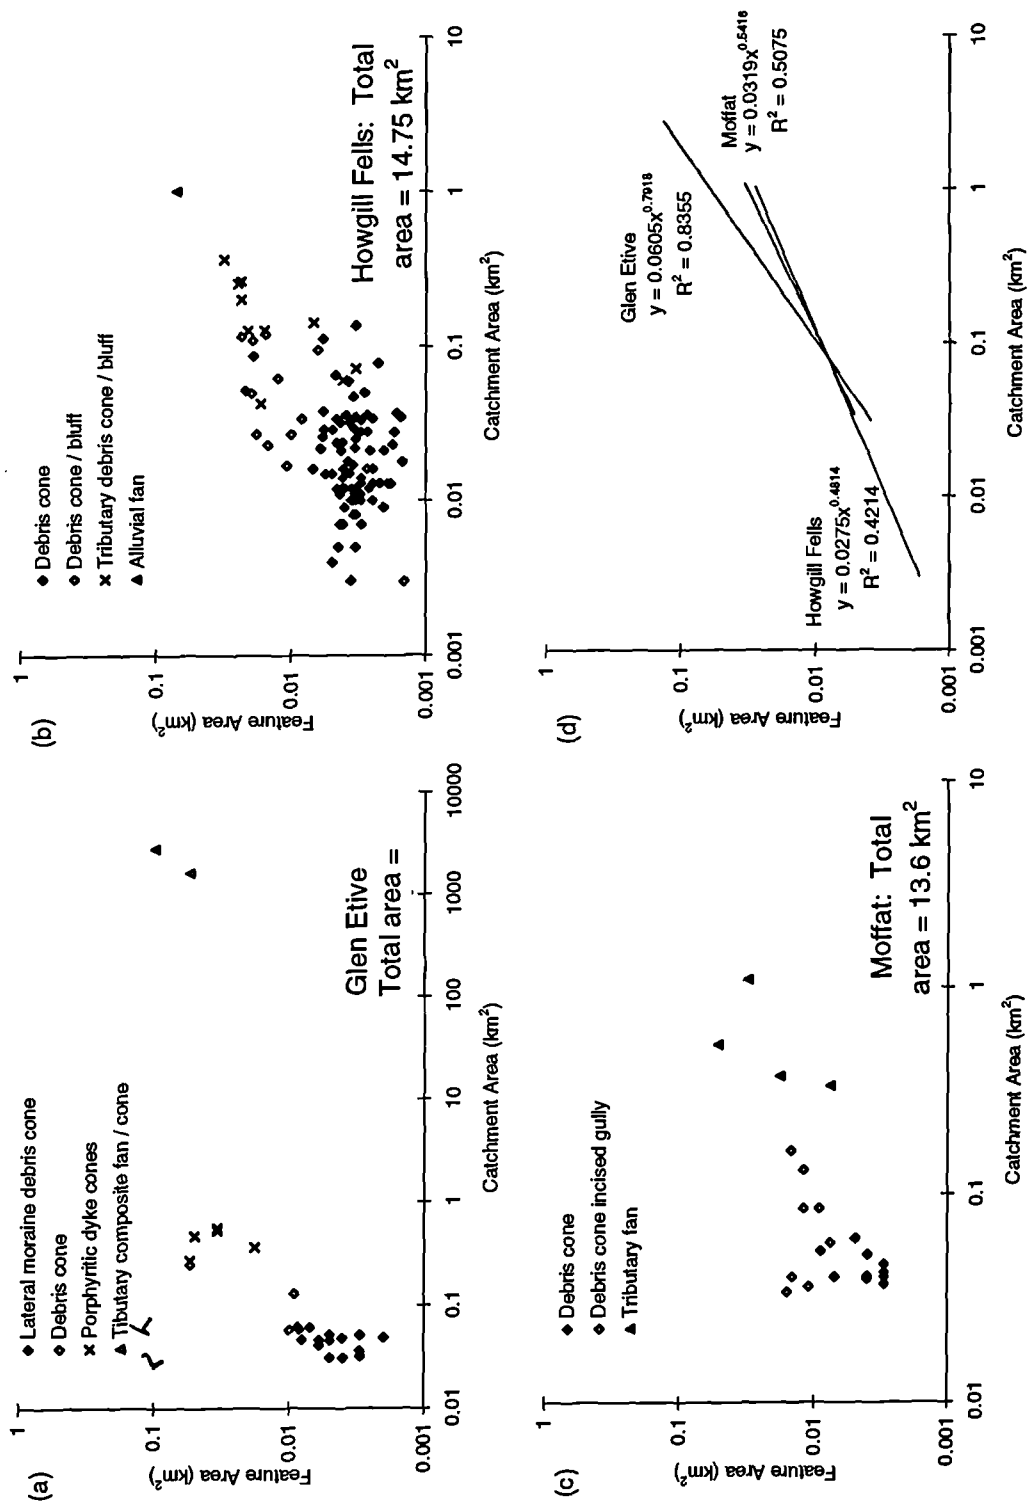 (a)
Feature Area (km²)
1
0.1
0.01
0.001
◆ Lateral moraine debris cone
◇ Debris cone
× Porphyritic dyke cones
▲ Tibutary composite fan / cone
Glen Etive
Total area =
0.01
0.1
1
10
100
1000
10000
Catchment Area (km²)
(b)
Feature Area (km²)
1
0.1
0.01
0.001
◆ Debris cone
◇ Debris cone / bluff
× Tributary debris cone / bluff
▲ Alluvial fan
Howgill Fells: Total
area = 14.75 km²
0.001
0.01
0.1
1
10
Catchment Area (km²)
(c)
Feature Area (km²)
1
0.1
0.01
0.001
◆ Debris cone
◇ Debris cone incised gully
▲ Tributary fan
Moffat: Total
area = 13.6 km²
0.01
0.1
1
10
Catchment Area (km²)
(d)
Feature Area (km²)
1
0.1
0.01
0.001
Glen Etive
y = 0.0605x^0.7918
R² = 0.8355
Moffat
y = 0.0319x^0.5416
R² = 0.5075
Howgill Fells
y = 0.0275x^0.4814
R² = 0.4214
0.001
0.01
0.1
1
10
Catchment Area (km²)